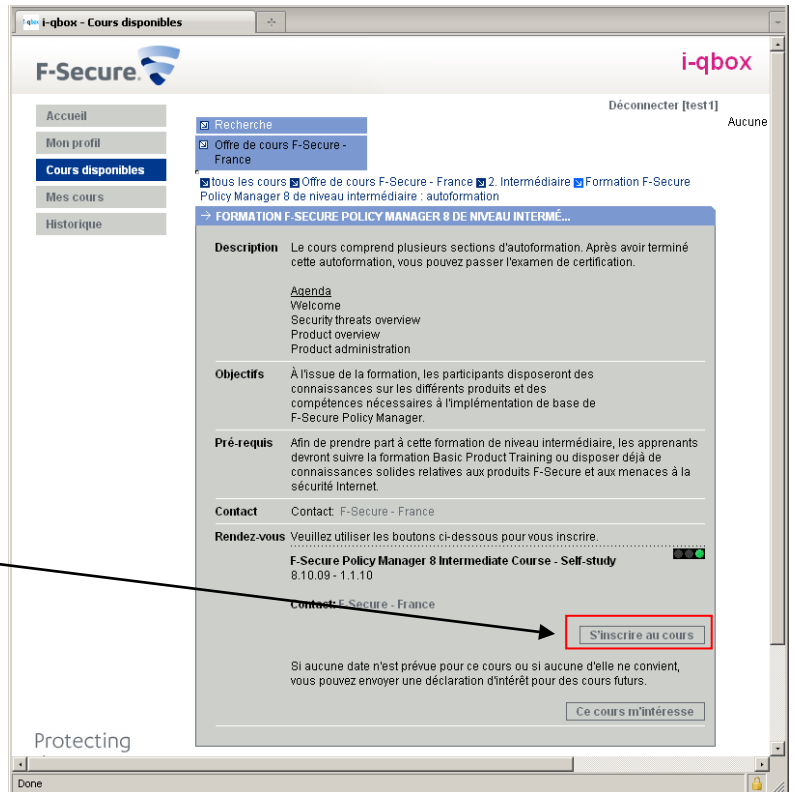 i-qbox - Cours disponibles
F-Secure.
i-qbox
Déconnecter [test1]
Aucune
Accueil
Mon profil
Cours disponibles
Mes cours
Historique
Recherche
Offre de cours F-Secure -
France
tous les cours Offre de cours F-Secure - France 2. Intermédiaire Formation F-Secure
Policy Manager 8 de niveau intermédiaire : autoformation
→ FORMATION F-SECURE POLICY MANAGER 8 DE NIVEAU INTERMÉ...
Description Le cours comprend plusieurs sections d'autoformation. Après avoir terminé
cette autoformation, vous pouvez passer l'examen de certification.
Agenda
Welcome
Security threats overview
Product overview
Product administration
Objectifs À l'issue de la formation, les participants disposeront des
connaissances sur les différents produits et des
compétences nécessaires à l'implémentation de base de
F-Secure Policy Manager.
Pré-requis Afin de prendre part à cette formation de niveau intermédiaire, les apprenants
devront suivre la formation Basic Product Training ou disposer déjà de
connaissances solides relatives aux produits F-Secure et aux menaces à la
sécurité Internet.
Contact Contact: F-Secure - France
Rendez-vous Veuillez utiliser les boutons ci-dessous pour vous inscrire.
F-Secure Policy Manager 8 Intermediate Course - Self-study
8.10.09 - 1.1.10
Contact: F-Secure - France
S'inscrire au cours
Si aucune date n'est prévue pour ce cours ou si aucune d'elle ne convient,
vous pouvez envoyer une déclaration d'intérêt pour des cours futurs.
Ce cours m'intéresse
Protecting
Done